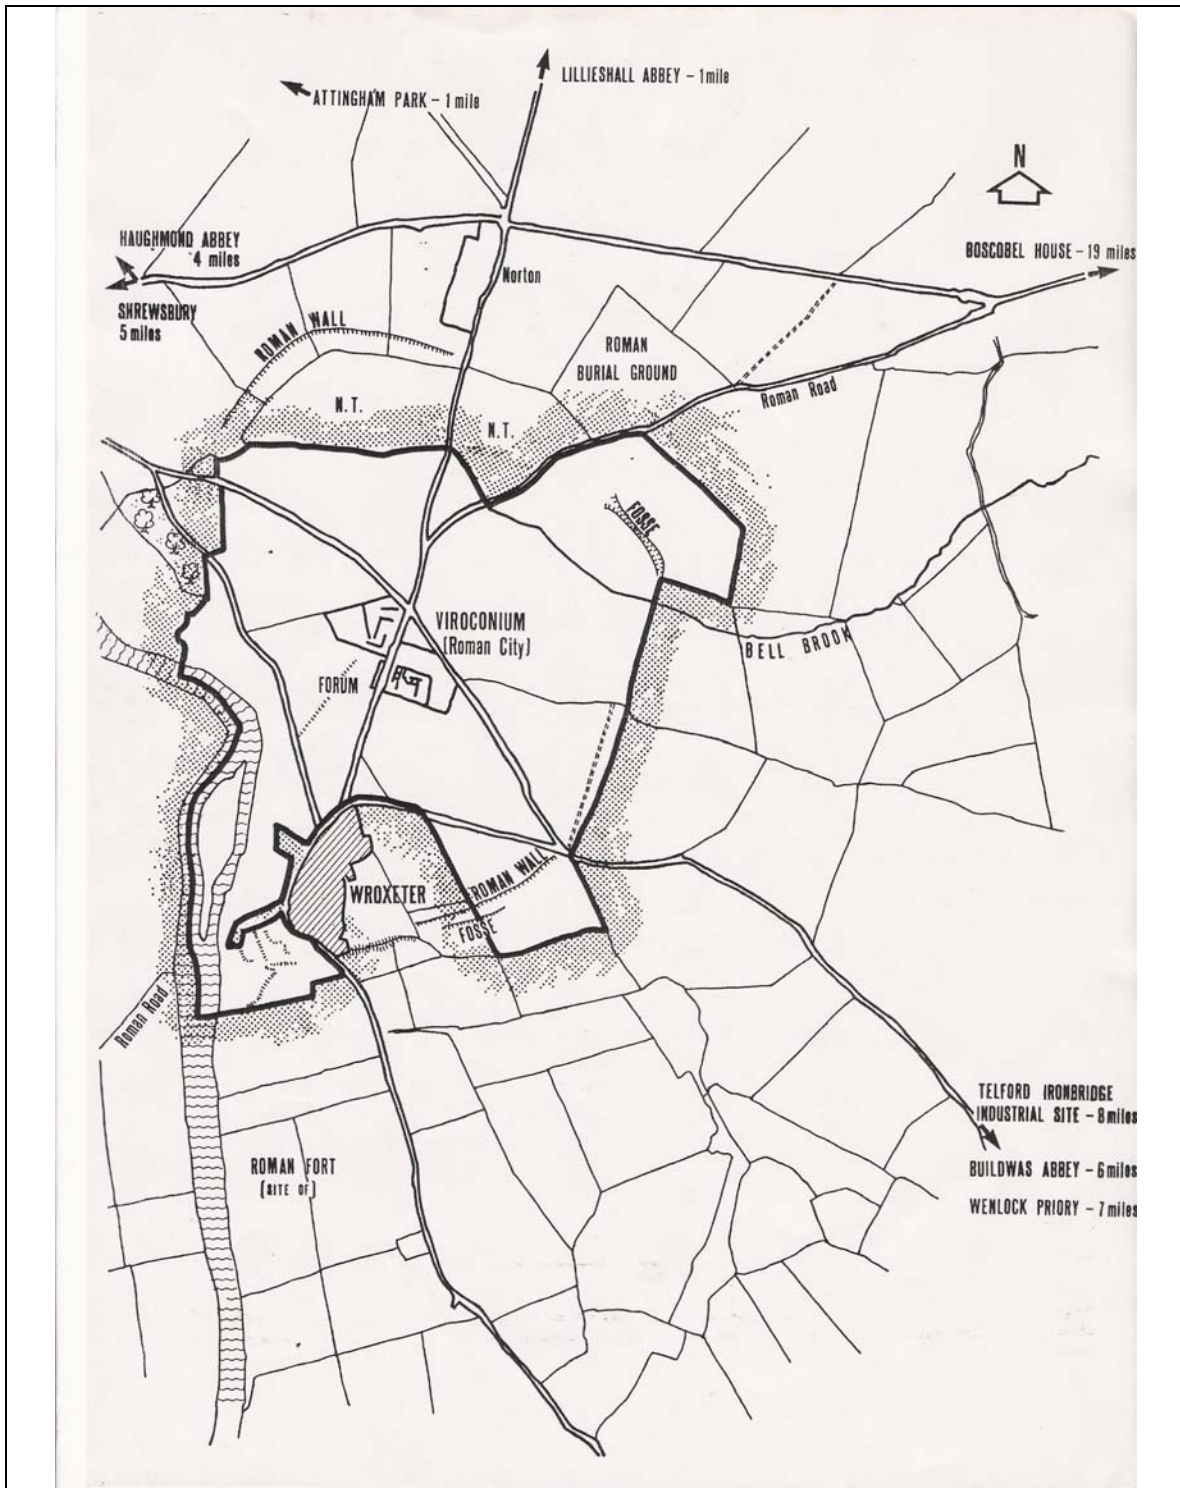 LILLIESHALL ABBEY - 1mile
ATTINGHAM PARK - 1 mile
N
HAUGHMOND ABBEY
4 miles
BOSCOBEL HOUSE - 19 miles
Norton
SHREWSBURY
5 miles
ROMAN WALL
ROMAN
BURIAL GROUND
Roman Road
N.T.
N.T.
FOSSE
VIROCONIUM
(Roman City)
BELL BROOK
FORUM
ROMAN WALL
WROXETER
FOSSE
Roman Road
TELFORD IRONBRIDGE
INDUSTRIAL SITE - 8miles
ROMAN FORT
(SITE OF)
BUILDWAS ABBEY - 6miles
WENLOCK PRIORY - 7miles